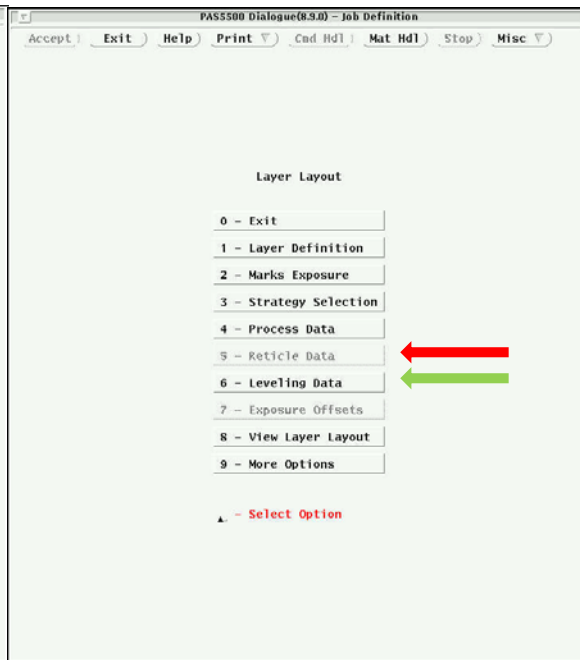 PAS5500 Dialogue(8.9.0) – Job Definition
Accept Exit Help Print Cmd Hdl Mat Hdl Stop Misc
Layer Layout
0 – Exit
1 – Layer Definition
2 – Marks Exposure
3 – Strategy Selection
4 – Process Data
5 – Reticle Data
6 – Leveling Data
7 – Exposure Offsets
8 – View Layer Layout
9 – More Options
– Select Option